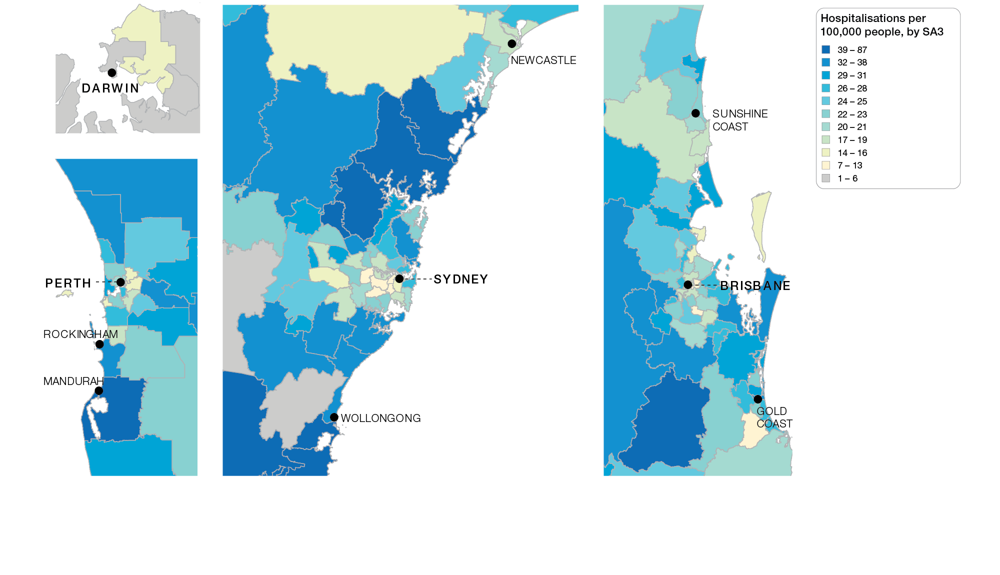 DARWIN
PERTH
ROCKINGHAM
MANDURAH
NEWCASTLE
SYDNEY
WOLLONGONG
SUNSHINE
COAST
BRISBANE
GOLD
COAST
Hospitalisations per
100,000 people, by SA3
39 – 87
32 – 38
29 – 31
26 – 28
24 – 25
22 – 23
20 – 21
17 – 19
14 – 16
7 – 13
1 – 6